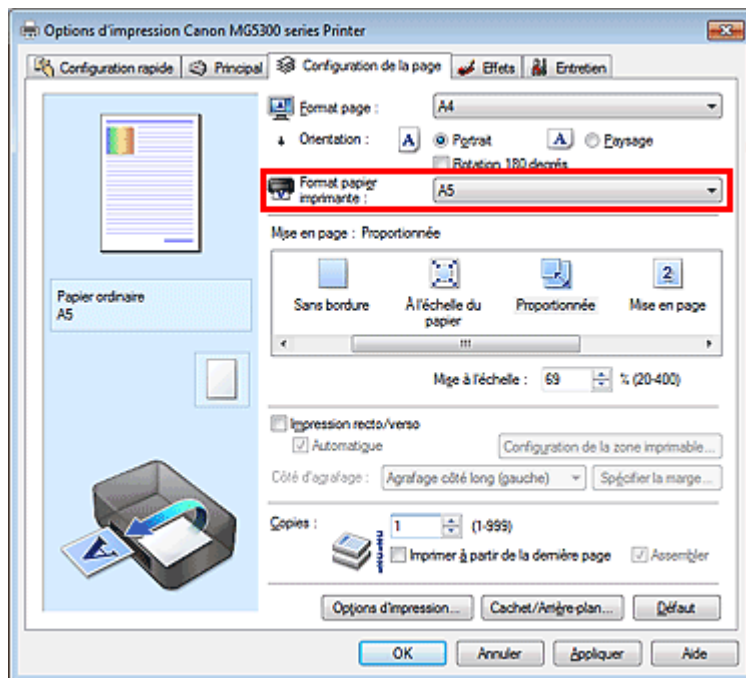 Options d'impression Canon MG5300 series Printer
Configuration rapide Principal Configuration de la page Effets Entretien
Format page : A4
Orientation : A Portrait A Paysage
Rotation 180 degrés
Format papier
imprimante : A5
Mise en page : Proportionnée
Sans bordure À l'échelle du
papier Proportionnée Mise en page
Papier ordinaire
A5
Mise à l'échelle : 69 % (20-400)
Impression recto/verso
Automatique Configuration de la zone imprimable...
Côté d'agrafage : Agrafage côté long (gauche) Spécifier la marge...
Copies : 1 (1-999)
Imprimer à partir de la dernière page Assembler
Options d'impression... Cachet/Arrière-plan... Défaut
OK Annuler Appliquer Aide